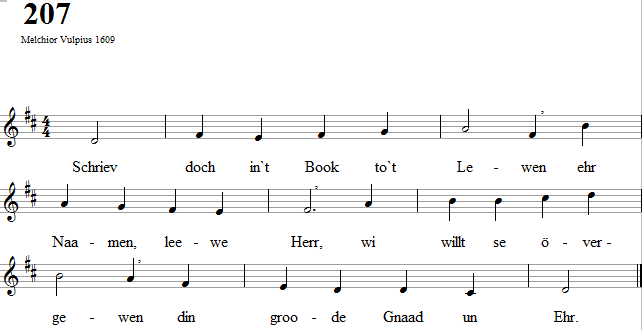 207
Melchior Vulpius 1609
Schriev doch in`t Book to`t Le - wen ehr
Naa - men, lee - we Herr, wi willt se ö - ver -
ge - wen din groo - de Gnaad un Ehr.